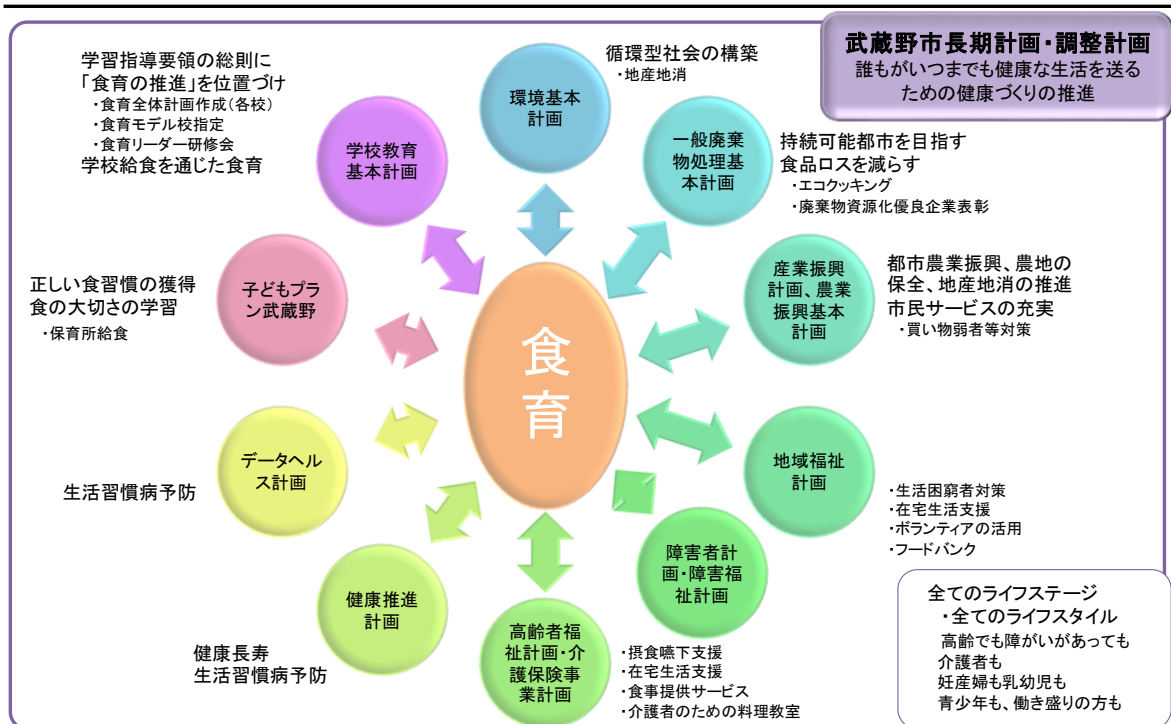 武蔵野市長期計画・調整計画
誰もがいつまでも健康な生活を送る
ための健康づくりの推進
学習指導要領の総則に
「食育の推進」を位置づけ
・食育全体計画作成(各校)
・食育モデル校指定
・食育リーダー研修会
学校給食を通じた食育
学校教育
基本計画
環境基本
計画
循環型社会の構築
・地産地消
一般廃棄
物処理基
本計画
持続可能都市を目指す
食品ロスを減らす
・エコクッキング
・廃棄物資源化優良企業表彰
産業振興
計画、農業
振興基本
計画
都市農業振興、農地の
保全、地産地消の推進
市民サービスの充実
・買い物弱者等対策
正しい食習慣の獲得
食の大切さの学習
・保育所給食
子どもプラ
ン武蔵野
食
育
生活習慣病予防
データヘル
ス計画
地域福祉
計画
・生活困窮者対策
・在宅生活支援
・ボランティアの活用
・フードバンク
障害者計
画・障害福
祉計画
健康推進
計画
健康長寿
生活習慣病予防
高齢者福
祉計画・介
護保険事
業計画
・摂食嚥下支援
・在宅生活支援
・食事提供サービス
・介護者のための料理教室
全てのライフステージ
・全てのライフスタイル
高齢でも障がいがあっても
介護者も
妊産婦も乳幼児も
青少年も、働き盛りの方も